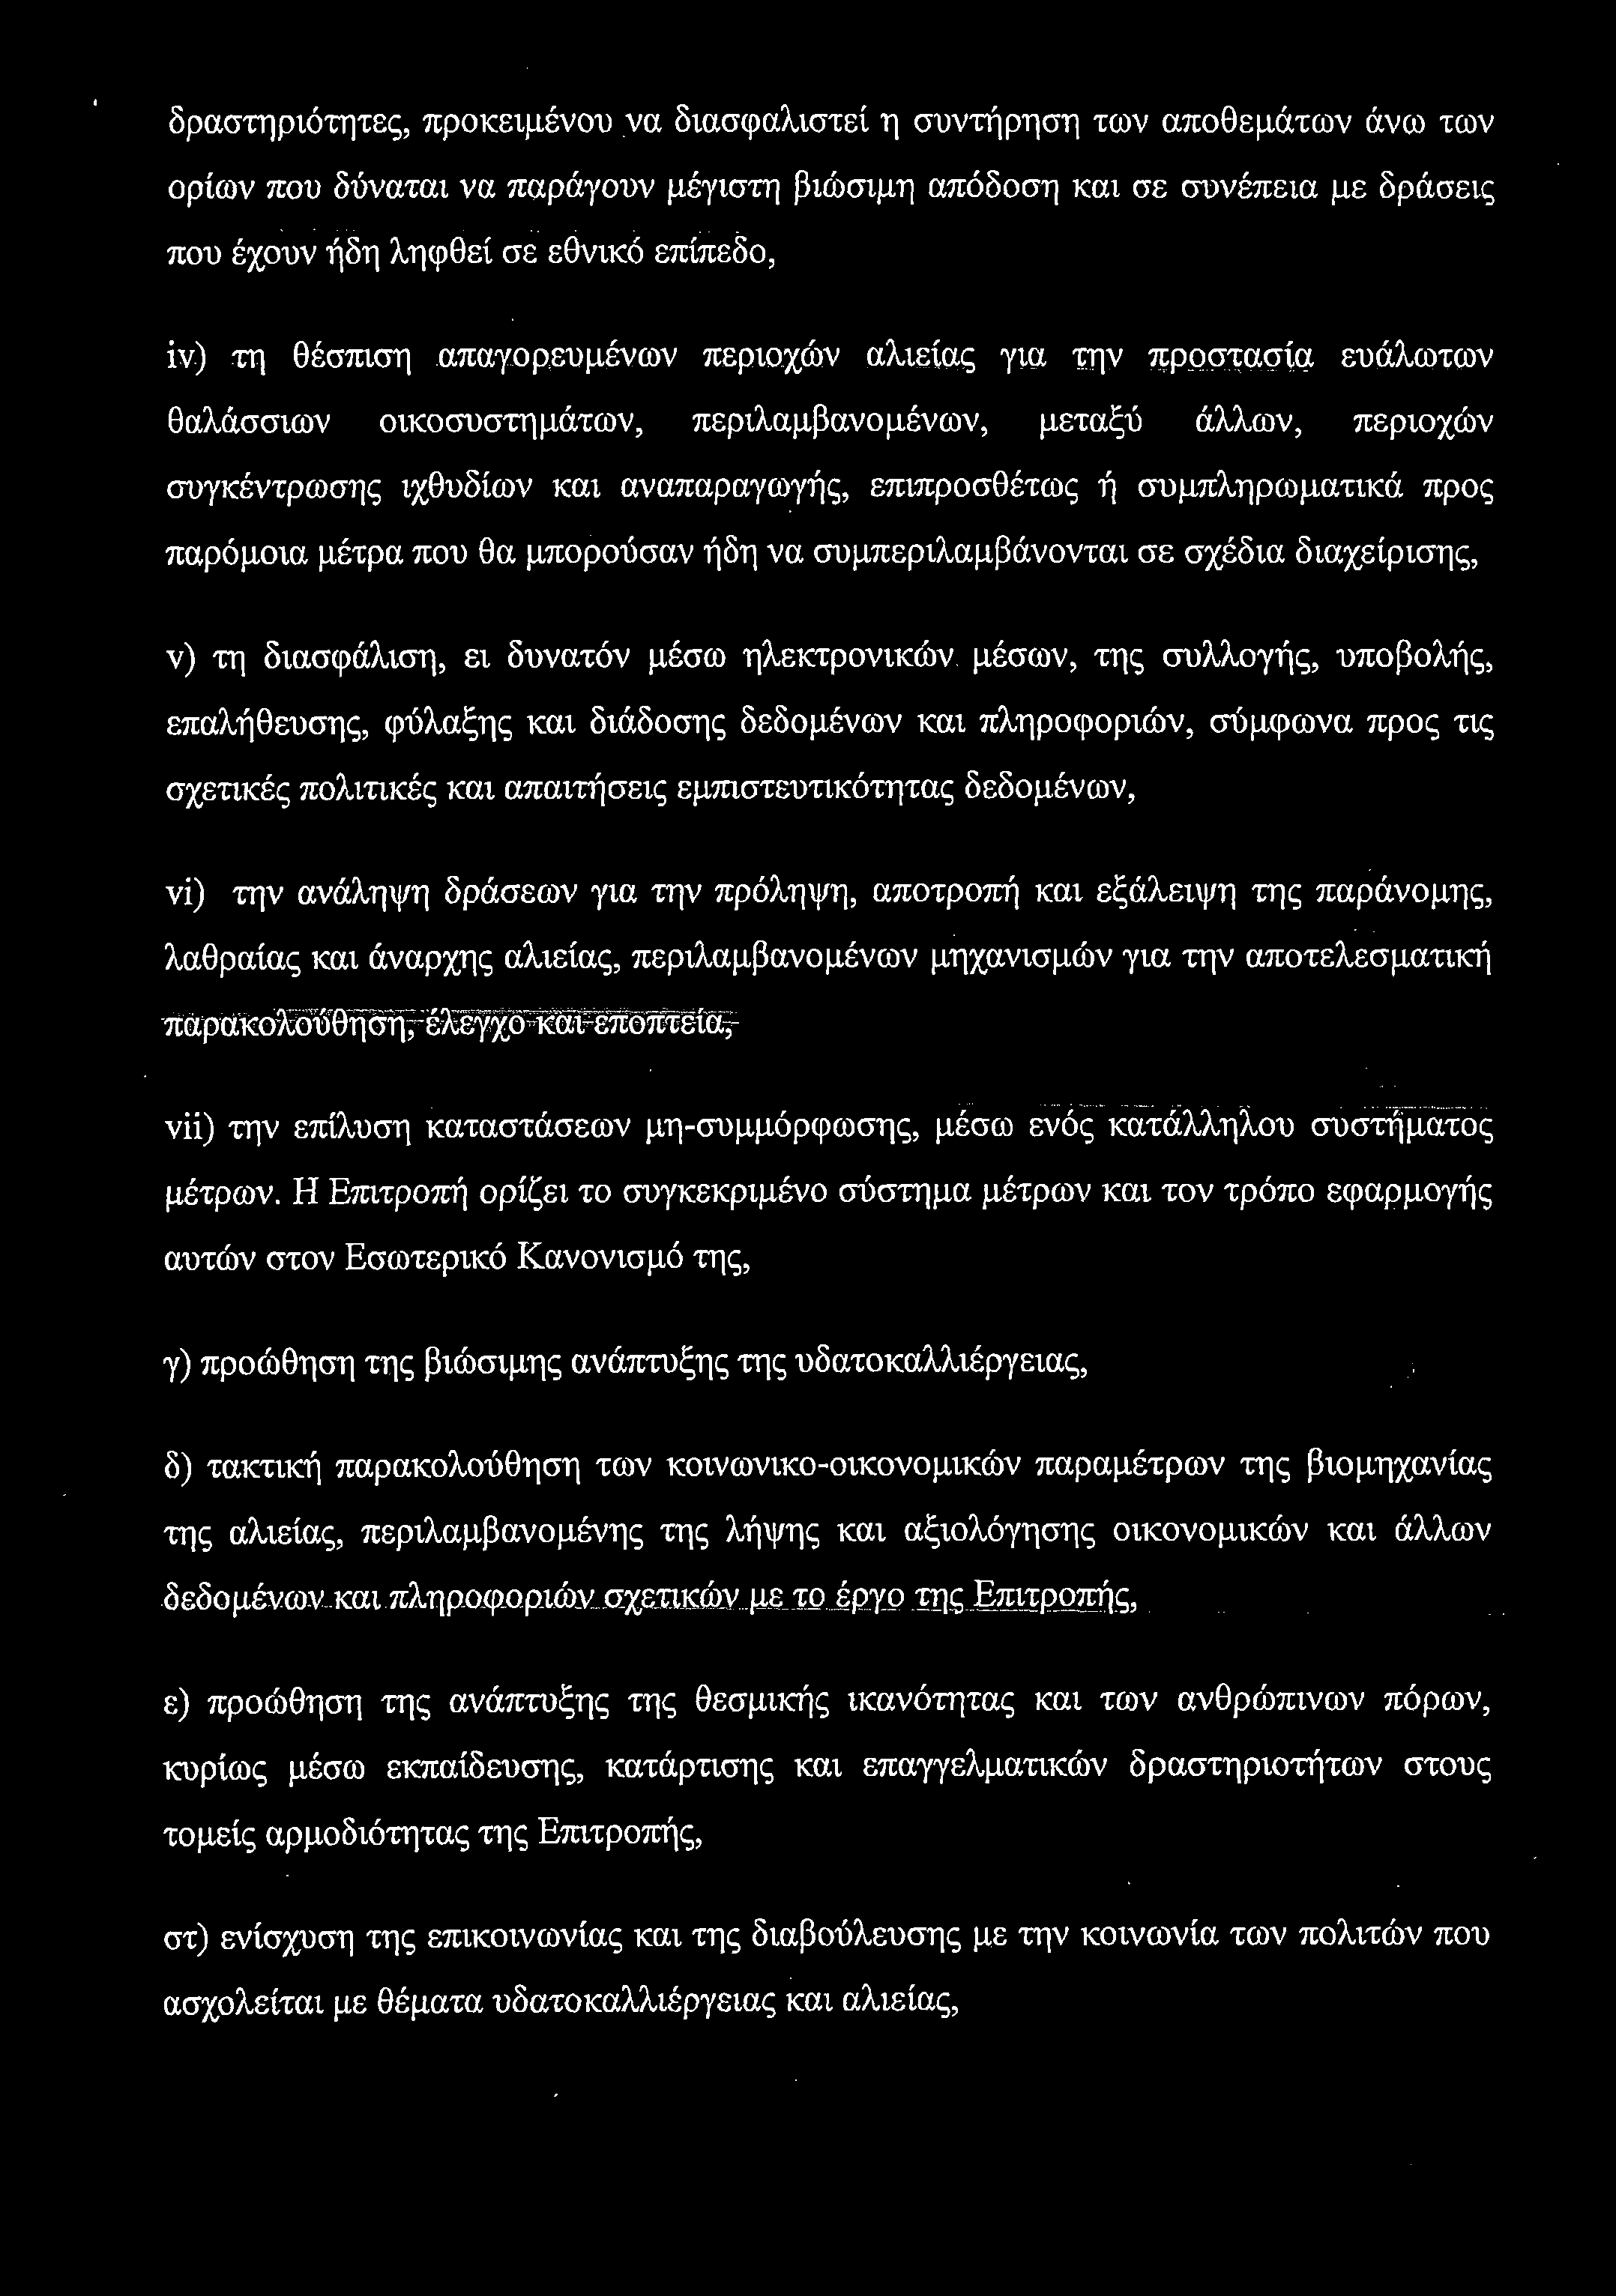 δραστηριότητες, προκειμένου να διασφαλιστεί η συντήρηση των αποθεμάτων άνω των
ορίων που δύναται να παράγουν μέγιστη βιώσιμη απόδοση και σε συνέπεια με δράσεις
που έχουν ήδη ληφθεί σε εθνικό επίπεδο,
iv) τη θέσπιση απαγορευμένων περιοχών αλιείας για την προστασία ευάλωτων
θαλάσσιων οικοσυστημάτων, περιλαμβανομένων, μεταξύ άλλων, περιοχών
συγκέντρωσης ιχθυδίων και αναπαραγωγής, επιπροσθέτως ή συμπληρωματικά προς
παρόμοια μέτρα που θα μπορούσαν ήδη να συμπεριλαμβάνονται σε σχέδια διαχείρισης,
v) τη διασφάλιση, ει δυνατόν μέσω ηλεκτρονικών μέσων, της συλλογής, υποβολής,
επαλήθευσης, φύλαξης και διάδοσης δεδομένων και πληροφοριών, σύμφωνα προς τις
σχετικές πολιτικές και απαιτήσεις εμπιστευτικότητας δεδομένων,
vi) την ανάληψη δράσεων για την πρόληψη, αποτροπή και εξάλειψη της παράνομης,
λαθραίας και άναρχης αλιείας, περιλαμβανομένων μηχανισμών για την αποτελεσματική
παρακολούθηση, έλεγχο και εποπτεία,
vii) την επίλυση καταστάσεων μη-συμμόρφωσης, μέσω ενός κατάλληλου συστήματος
μέτρων. Η Επιτροπή ορίζει το συγκεκριμένο σύστημα μέτρων και τον τρόπο εφαρμογής
αυτών στον Εσωτερικό Κανονισμό της,
γ) προώθηση της βιώσιμης ανάπτυξης της υδατοκαλλιέργειας,
δ) τακτική παρακολούθηση των κοινωνικο-οικονομικών παραμέτρων της βιομηχανίας
της αλιείας, περιλαμβανομένης της λήψης και αξιολόγησης οικονομικών και άλλων
δεδομένων και πληροφοριών σχετικών με το έργο της Επιτροπής,
ε) προώθηση της ανάπτυξης της θεσμικής ικανότητας και των ανθρώπινων πόρων,
κυρίως μέσω εκπαίδευσης, κατάρτισης και επαγγελματικών δραστηριοτήτων στους
τομείς αρμοδιότητας της Επιτροπής,
στ) ενίσχυση της επικοινωνίας και της διαβούλευσης με την κοινωνία των πολιτών που
ασχολείται με θέματα υδατοκαλλιέργειας και αλιείας,